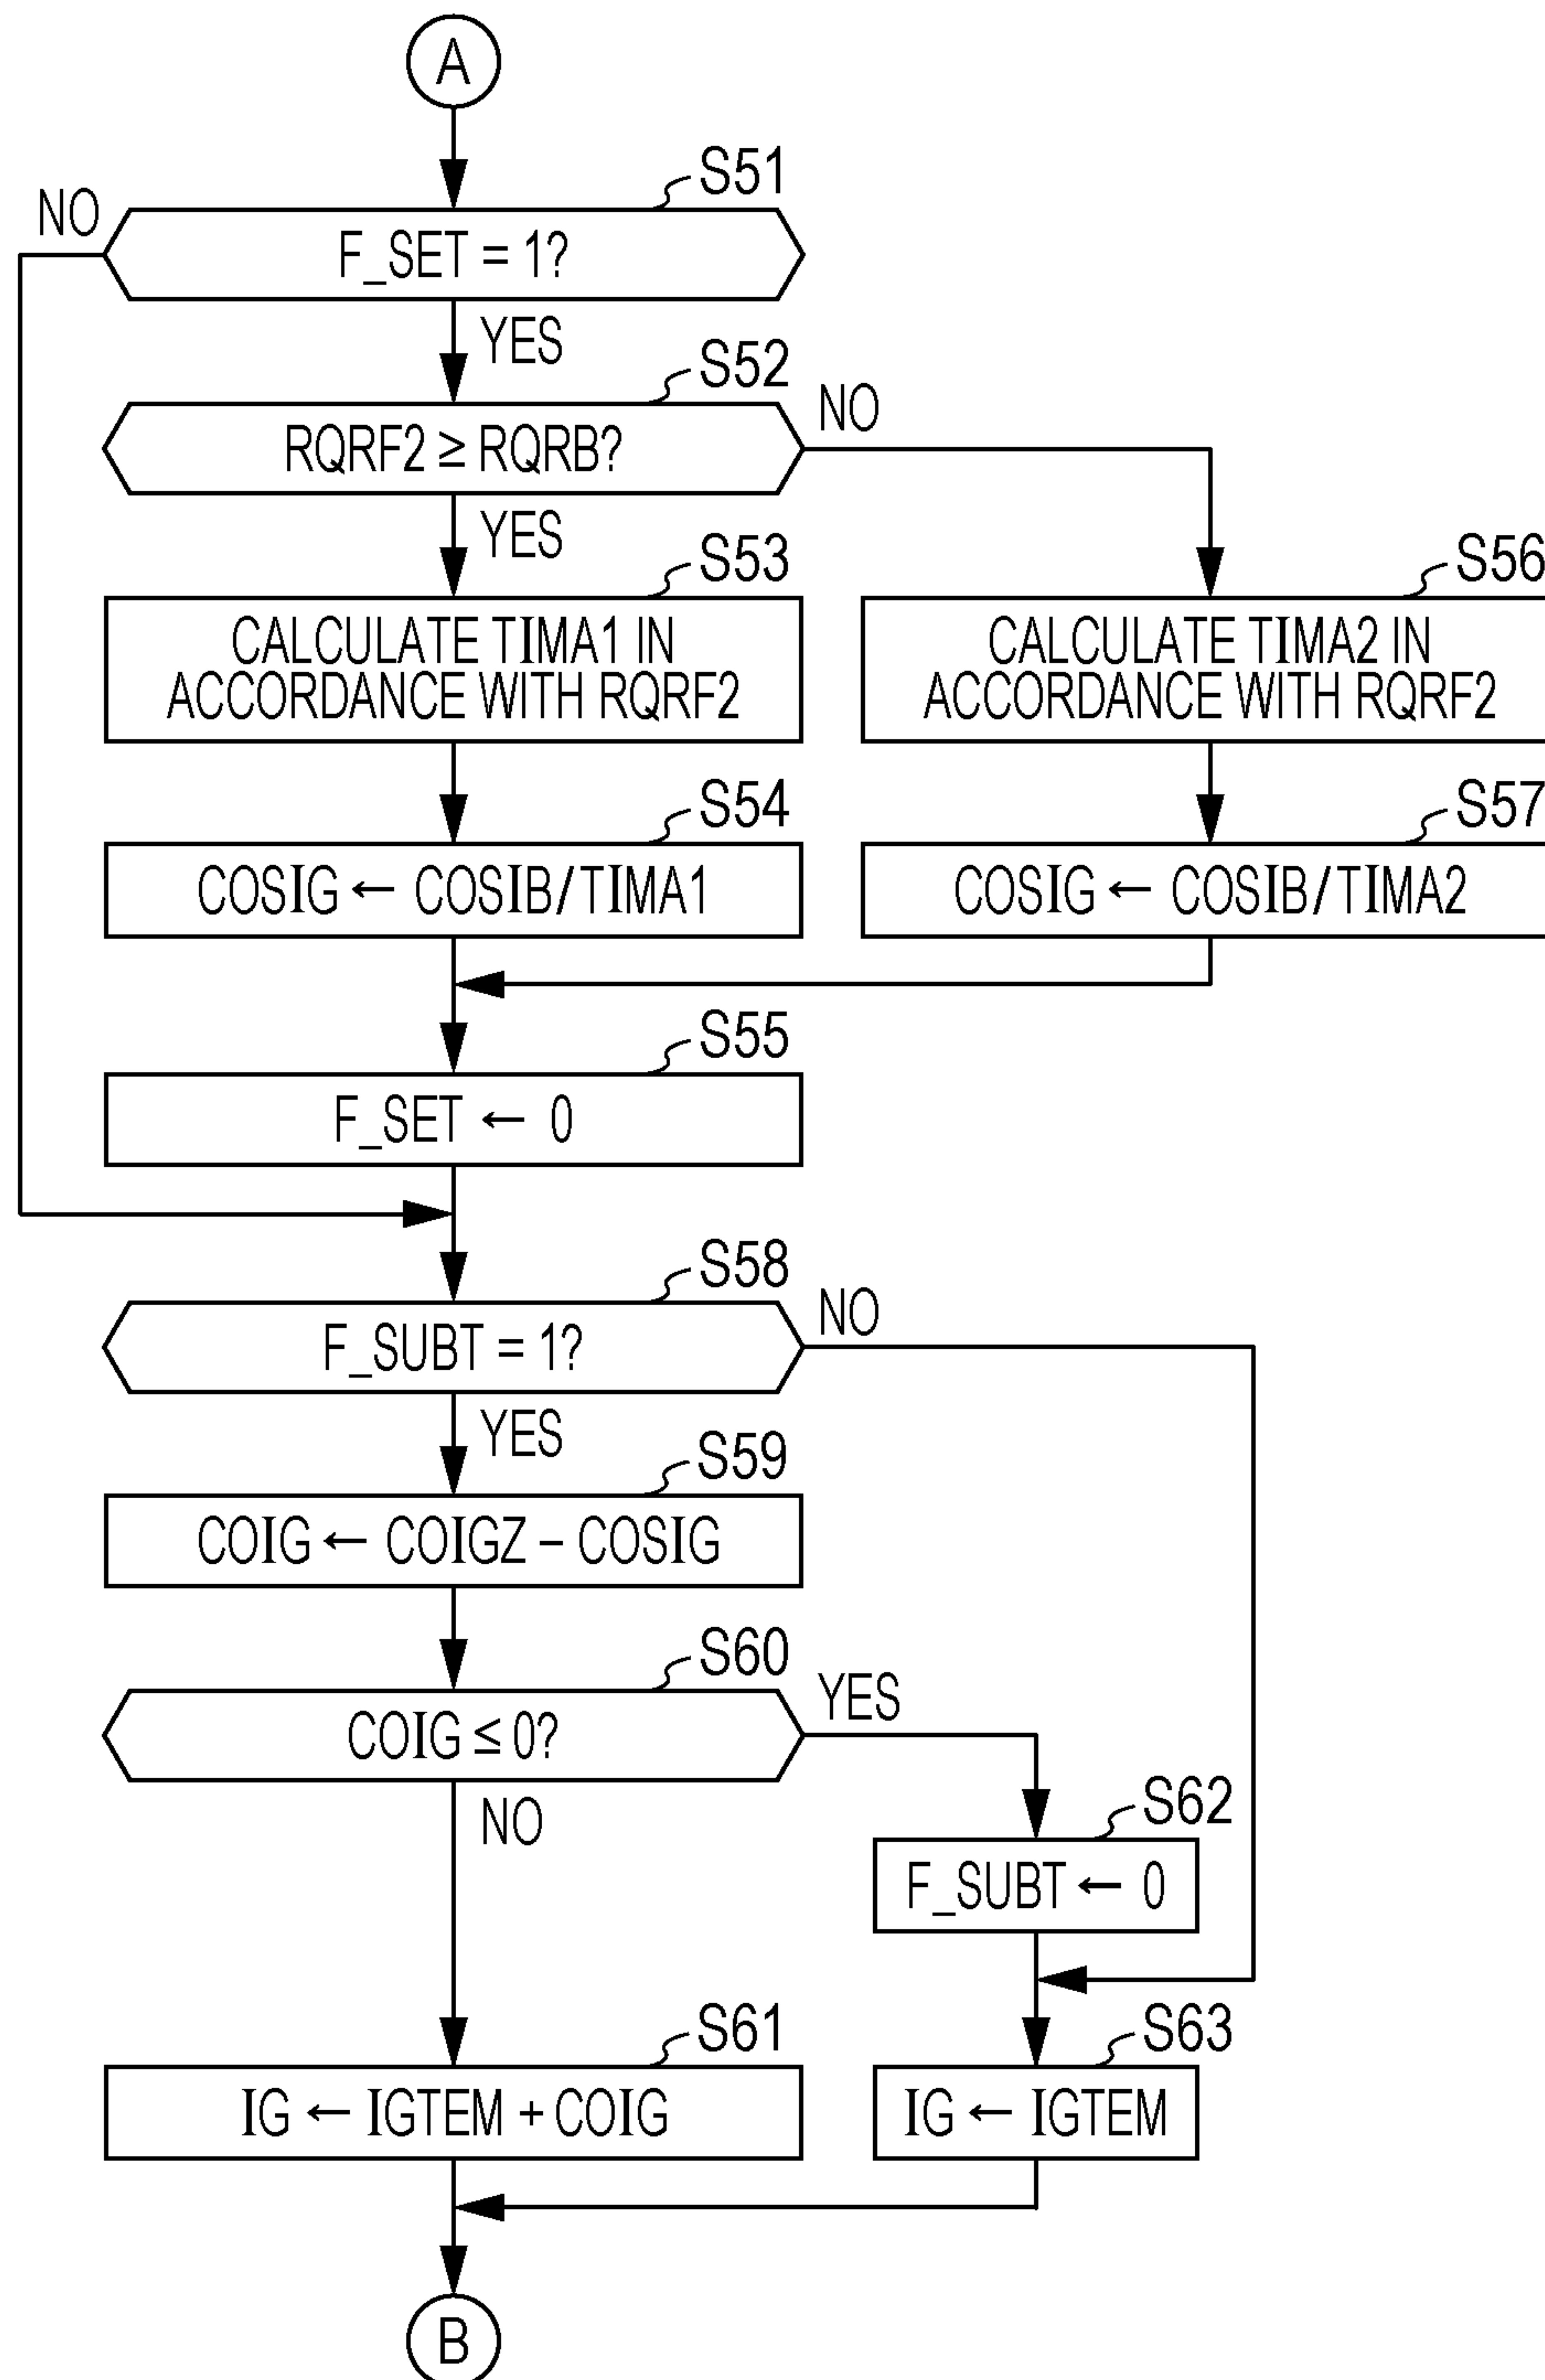 A
S51
NO
F_SET = 1?
YES
S52
NO
RQRF2 ≥ RQRB?
YES
S53
S56
CALCULATE TIMA1 IN
ACCORDANCE WITH RQRF2
CALCULATE TIMA2 IN
ACCORDANCE WITH RQRF2
S54
S57
COSIG ← COSIB/TIMA1
COSIG ← COSIB/TIMA2
S55
F_SET ← 0
S58
NO
F_SUBT = 1?
YES
S59
COIG ← COIGZ – COSIG
S60
YES
COIG ≤ 0?
NO
S62
F_SUBT ← 0
S61
S63
IG ← IGTEM + COIG
IG ← IGTEM
B